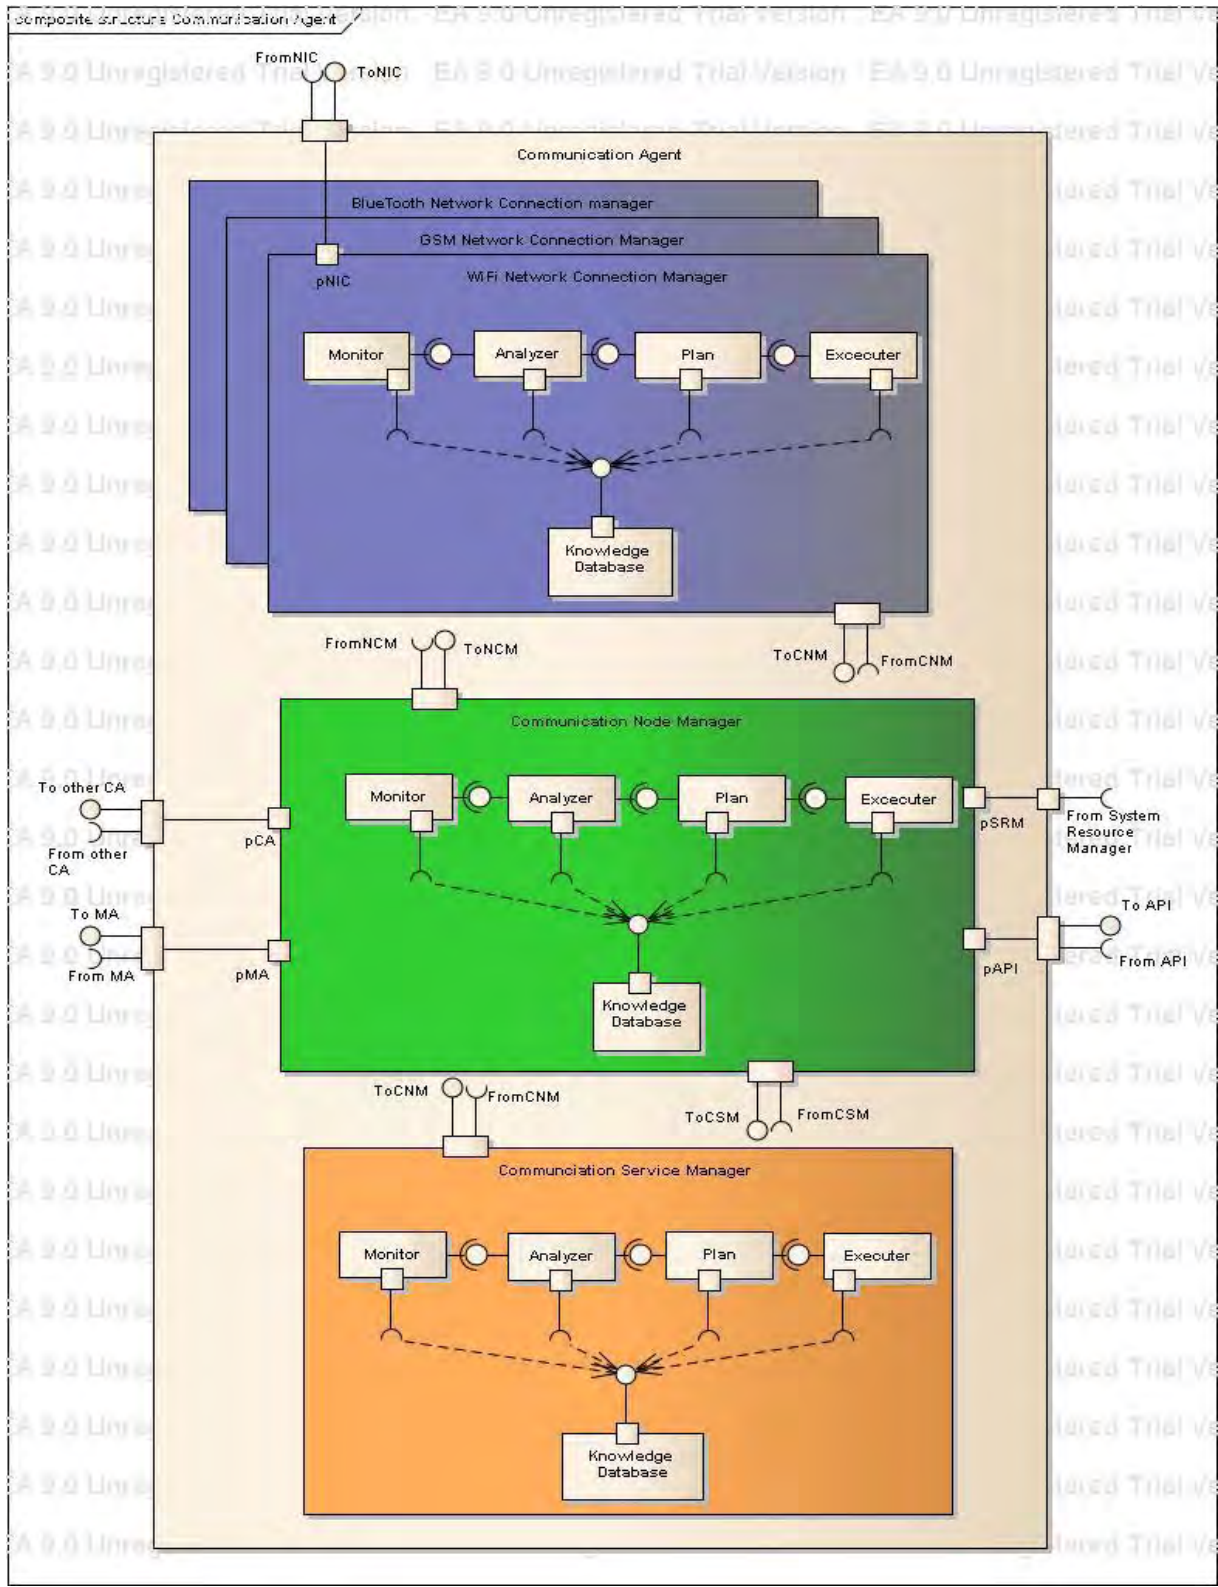 composite structure Communication Agent
EA 9.0 Unregistered Trial Version
FromNIC
ToNIC
Communication Agent
BlueTooth Network Connection manager
GSM Network Connection Manager
pNIC
WiFi Network Connection Manager
Monitor
Analyzer
Plan
Excecuter
Knowledge
Database
FromNCM
ToNCM
ToCNM
FromCNM
Communication Node Manager
To other CA
From other
CA
pCA
Monitor
Analyzer
Plan
Excecuter
pSRM
From System
Resource
Manager
To MA
From MA
pMA
pAPI
To API
From API
Knowledge
Database
ToCNM
FromCNM
ToCSM
FromCSM
Communciation Service Manager
Monitor
Analyzer
Plan
Executer
Knowledge
Database